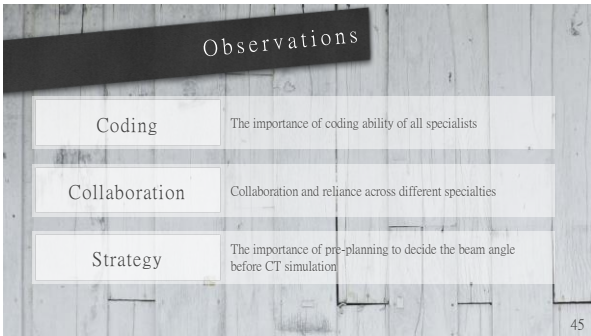 Observations
Coding
The importance of coding ability of all specialists
Collaboration
Collaboration and reliance across different specialties
Strategy
The importance of pre-planning to decide the beam angle
before CT simulation
45